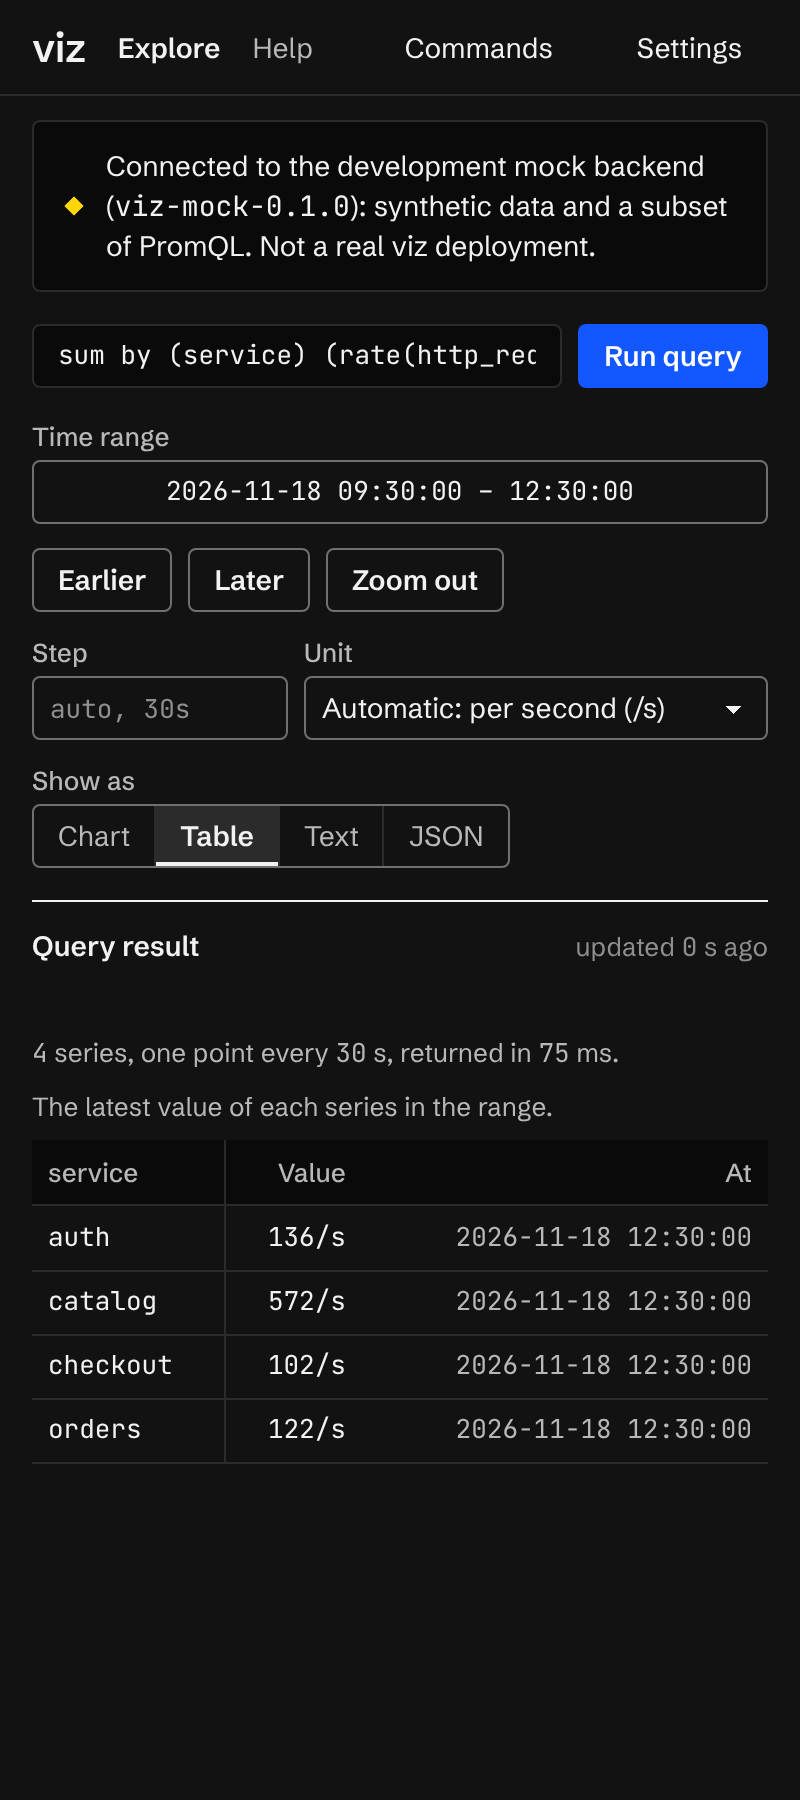 viz Explore Help Commands Settings
Connected to the development mock backend
(viz-mock-0.1.0): synthetic data and a subset
of PromQL. Not a real viz deployment.
sum by (service) (rate(http_rec Run query
Time range
2026-11-18 09:30:00 – 12:30:00
Earlier Later Zoom out
Step Unit
auto, 30s Automatic: per second (/s)
Show as
Chart Table Text JSON
Query result updated 0 s ago
4 series, one point every 30 s, returned in 75 ms.
The latest value of each series in the range.
service Value At
auth 136/s 2026-11-18 12:30:00
catalog 572/s 2026-11-18 12:30:00
checkout 102/s 2026-11-18 12:30:00
orders 122/s 2026-11-18 12:30:00